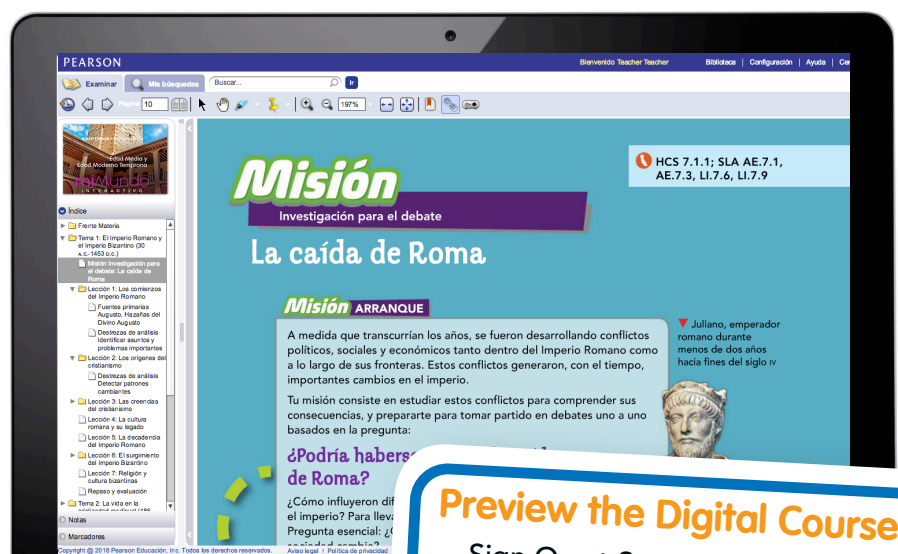 PEARSON
Bienvenido Teacher Teacher
Biblioteca | Configuración | Ayuda |
Examinar
Mis búsquedas
Buscar...
Ir
Página 10
197%
CALIFORNIA
Edad Media y
Edad Moderna Temprana
miMundo
INTERACTIVO
Índice
Frente Materia
Tema 1: El Imperio Romano y
el Imperio Bizantino (30
A.C.-1453 D.C.)
Misión Investigación para
el debate: La caída de
Roma
Lección 1: Los comienzos
del Imperio Romano
Fuentes primarias
Augusto, Hazañas del
Divino Augusto
Destrezas de análisis
Identificar asuntos y
problemas importantes
Lección 2: Los orígenes del
cristianismo
Destrezas de análisis
Detectar patrones
cambiantes
Lección 3: Las creencias
del cristianismo
Lección 4: La cultura
romana y su legado
Lección 5: La decadencia
del Imperio Romano
Lección 6: El surgimiento
del Imperio Bizantino
Lección 7: Religión y
cultura bizantinas
Repaso y evaluación
Tema 2: La vida en la
Notas
Marcadores
Misión
Investigación para el debate
HCS 7.1.1; SLA AE.7.1,
AE.7.3, LI.7.6, LI.7.9
La caída de Roma
Misión ARRANQUE
A medida que transcurrían los años, se fueron desarrollando conflictos
políticos, sociales y económicos tanto dentro del Imperio Romano como
a lo largo de sus fronteras. Estos conflictos generaron, con el tiempo,
importantes cambios en el imperio.
Tu misión consiste en estudiar estos conflictos para comprender sus
consecuencias, y prepararte para tomar partido en debates uno a uno
basados en la pregunta:
¿Podría
de Roma?
¿Cómo influyeron
el imperio? Para
Pregunta esencial:
Juliano, emperador
romano durante
menos de dos años
hacia fines del siglo IV
Preview the Digital Course
Copyright @ 2016 Pearson Educación, Inc. Todos los derechos reservados.
Aviso legal | Política de privacidad